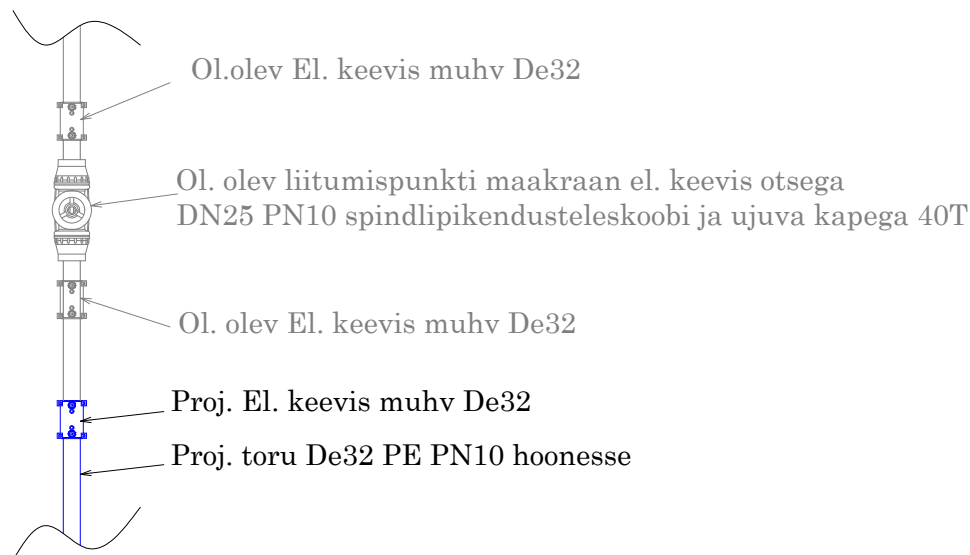 Ol.olev El. keevis muhv De32
Ol. olev liitumispunkti maakraan el. keevis otsega
DN25 PN10 spindlipikendusteleskoobi ja ujuva kapega 40T
Ol. olev El. keevis muhv De32
Proj. El. keevis muhv De32
Proj. toru De32 PE PN10 hoonesse